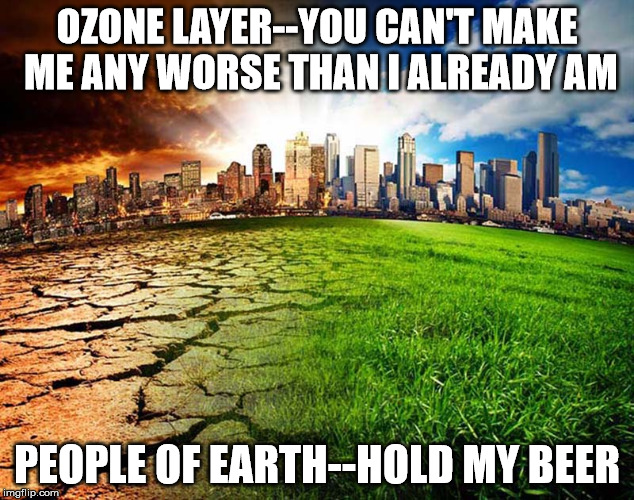 OZONE LAYER--YOU CAN'T MAKE
ME ANY WORSE THAN I ALREADY AM
PEOPLE OF EARTH--HOLD MY BEER
imgflip.com